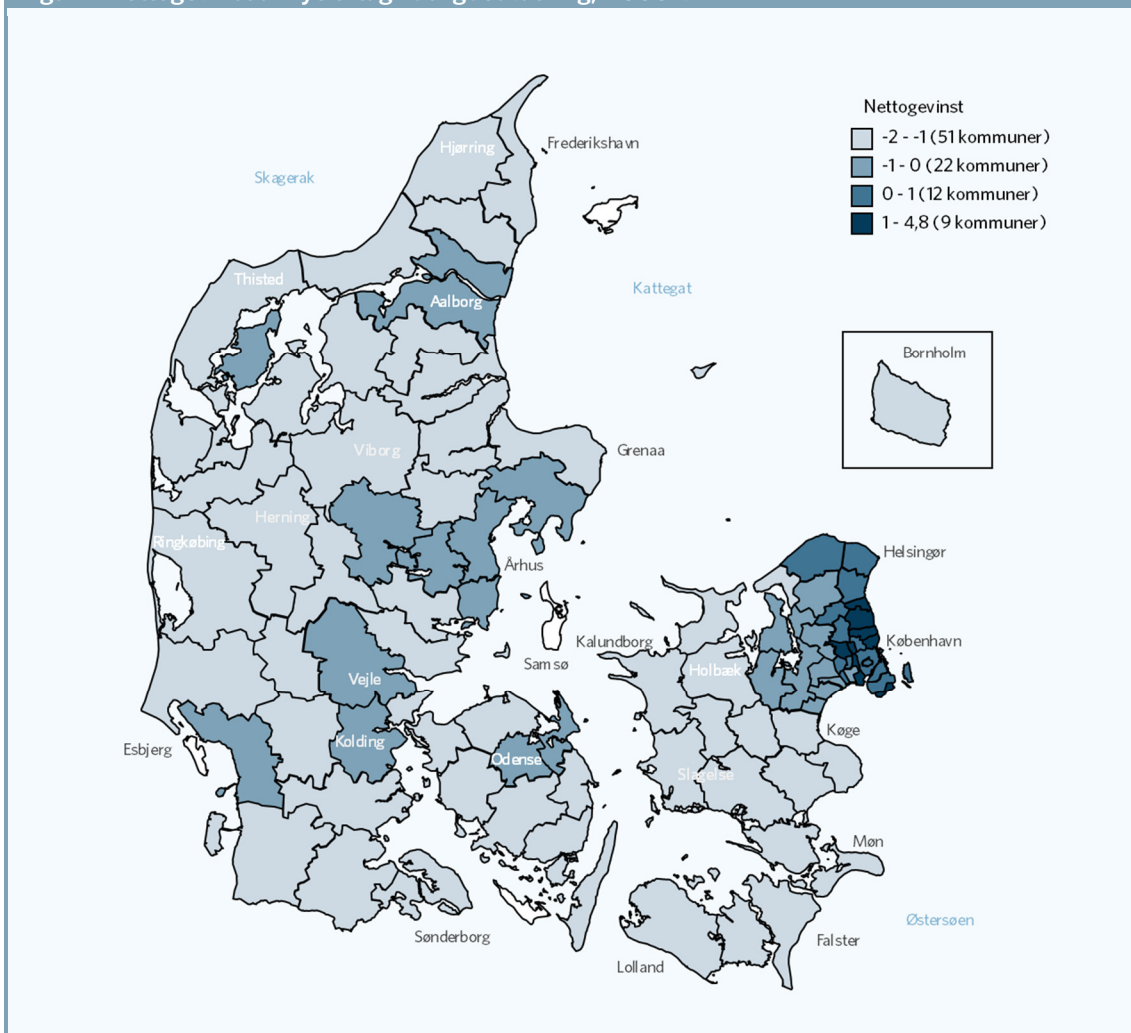 Nettogevinst
-2 - -1 (51 kommuner)
-1 - 0 (22 kommuner)
0 - 1 (12 kommuner)
1 - 4,8 (9 kommuner)
Hjørring
Frederikshavn
Skagerak
Thisted
Aalborg
Kattegat
Bornholm
Viborg
Grenaa
Herning
Ringkøbing
Århus
Helsingør
København
Kalundborg
Samsø
Holbæk
Vejle
Køge
Kolding
Esbjerg
Odense
Slagelse
Møn
Østersøen
Sønderborg
Falster
Lolland